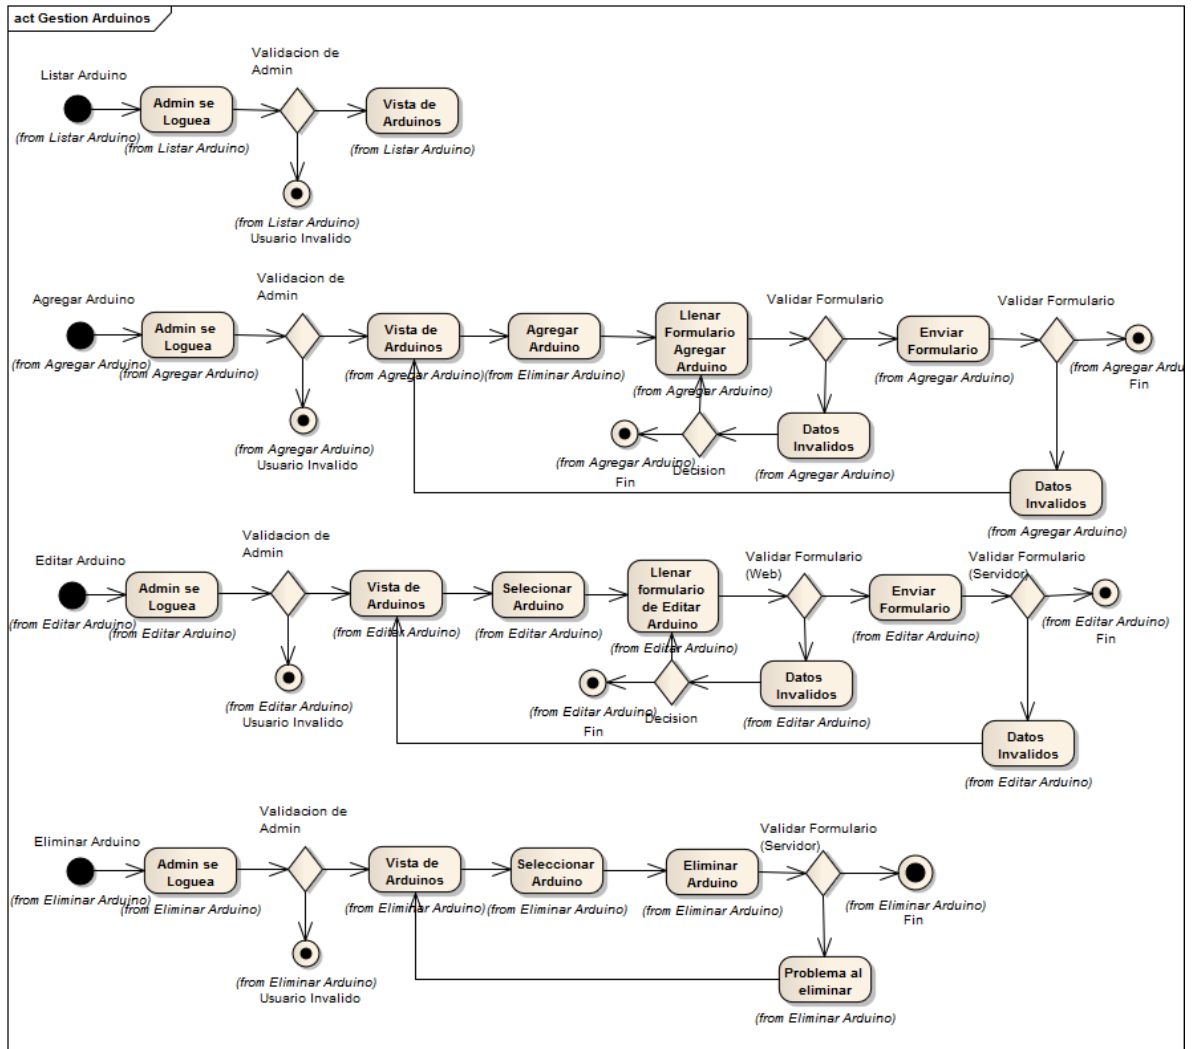 act Gestion Arduinos
Validacion de
Admin
Listar Arduino
Admin se
Loguea
Vista de
Arduinos
(from Listar Arduino)
(from Listar Arduino)
(from Listar Arduino)
(from Listar Arduino)
Usuario Invalido
Validacion de
Admin
Agregar Arduino
Validar Formulario
Validar Formulario
Admin se
Loguea
Vista de
Arduinos
Agregar
Arduino
Llenar
Formulario
Agregar
Arduino
Enviar
Formulario
(from Agregar Arduino)
(from Agregar Arduino)
(from Agregar Arduino)
(from Eliminar Arduino)
(from Agregar Arduino)
(from Agregar Arduino)
(from Agregar Ardu
Fin
Datos
Invalidos
(from Agregar Arduino)
Usuario Invalido
(from Agregar Arduino)
Fin
Decision
(from Agregar Arduino)
Datos
Invalidos
(from Agregar Arduino)
Validacion de
Admin
Editar Arduino
Validar Formulario
(Web)
Validar Formulario
(Servidor)
Admin se
Loguea
Vista de
Arduinos
Selecionar
Arduino
Llenar
formulario
de Editar
Arduino
Enviar
Formulario
(from Editar Arduino)
(from Editar Arduino)
(from Editar Arduino)
(from Editar Arduino)
(from Editar Arduino)
(from Editar Arduino)
(from Editar Arduino)
Fin
Datos
Invalidos
(from Editar Arduino)
Usuario Invalido
(from Editar Arduino)
Fin
Decision
(from Editar Arduino)
Datos
Invalidos
(from Editar Arduino)
Validacion de
Admin
Eliminar Arduino
Validar Formulario
(Servidor)
Admin se
Loguea
Vista de
Arduinos
Seleccionar
Arduino
Eliminar
Arduino
(from Eliminar Arduino)
(from Eliminar Arduino)
(from Eliminar Arduino)
(from Eliminar Arduino)
(from Eliminar Arduino)
(from Eliminar Arduino)
Fin
(from Eliminar Arduino)
Usuario Invalido
Problema al
eliminar
(from Eliminar Arduino)